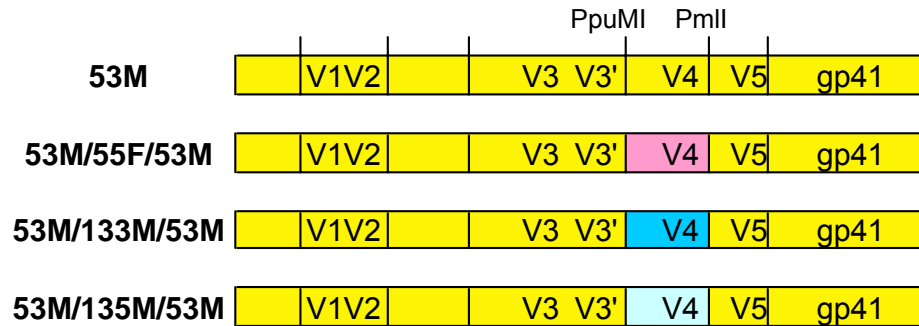 PpuMI PmlI
53M V1V2 V3 V3' V4 V5 gp41
53M/55F/53M V1V2 V3 V3' V4 V5 gp41
53M/133M/53M V1V2 V3 V3' V4 V5 gp41
53M/135M/53M V1V2 V3 V3' V4 V5 gp41